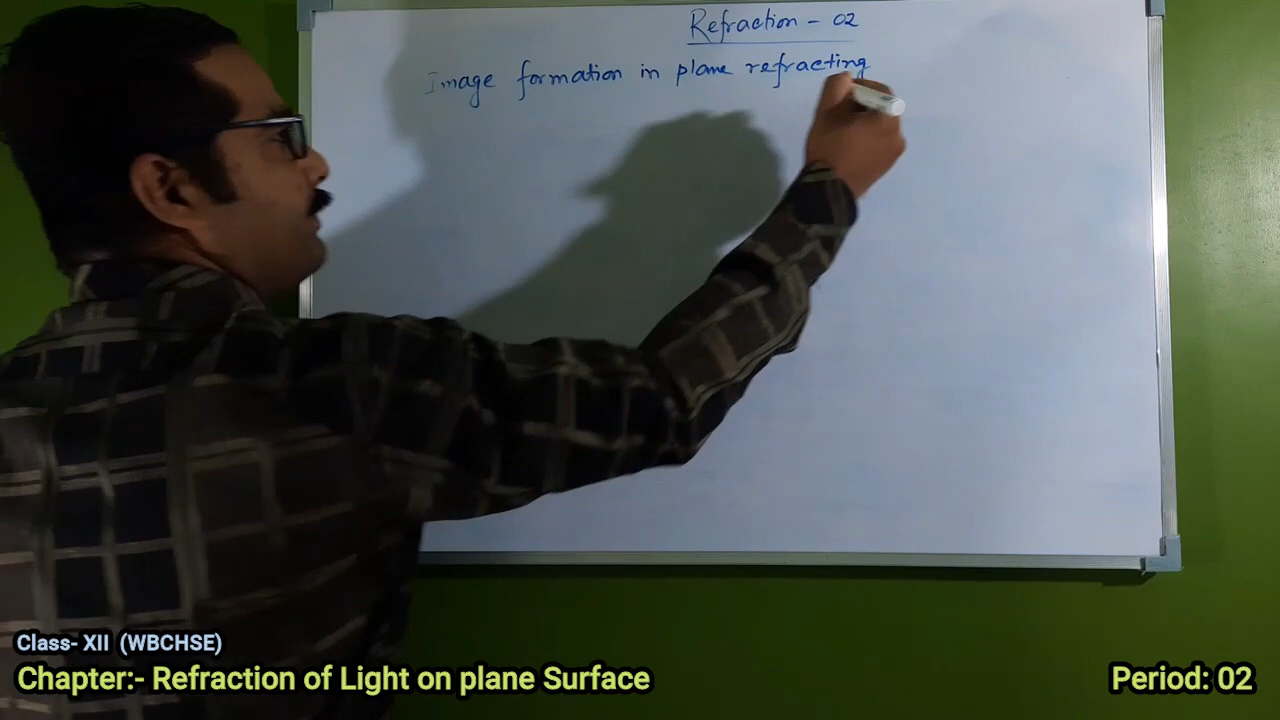 Refraction - 02
Image formation in plane refracting
Class- XII (WBCHSE)
Chapter:- Refraction of Light on plane Surface
Period: 02